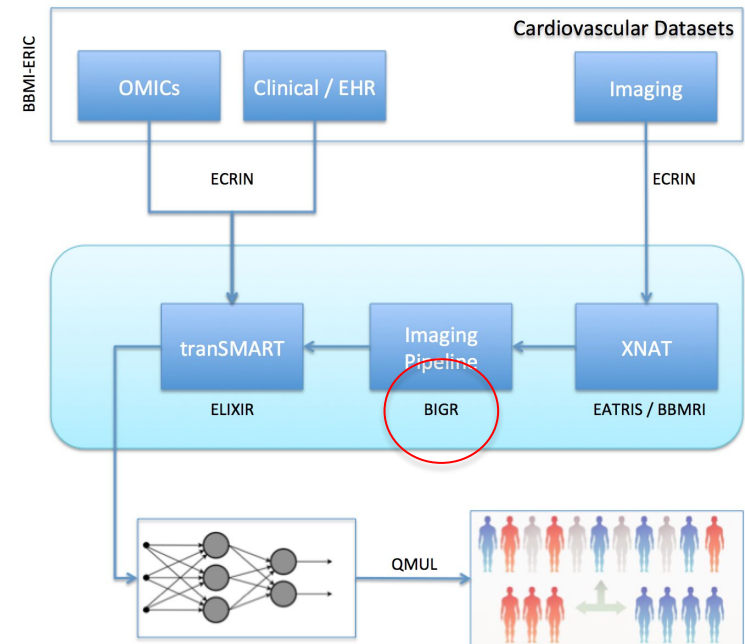 Cardiovascular Datasets
BBMI-ERIC
OMICs
Clinical / EHR
Imaging
ECRIN
ECRIN
tranSMART
Imaging
Pipeline
XNAT
ELIXIR
BIGR
EATRIS / BBMRI
QMUL